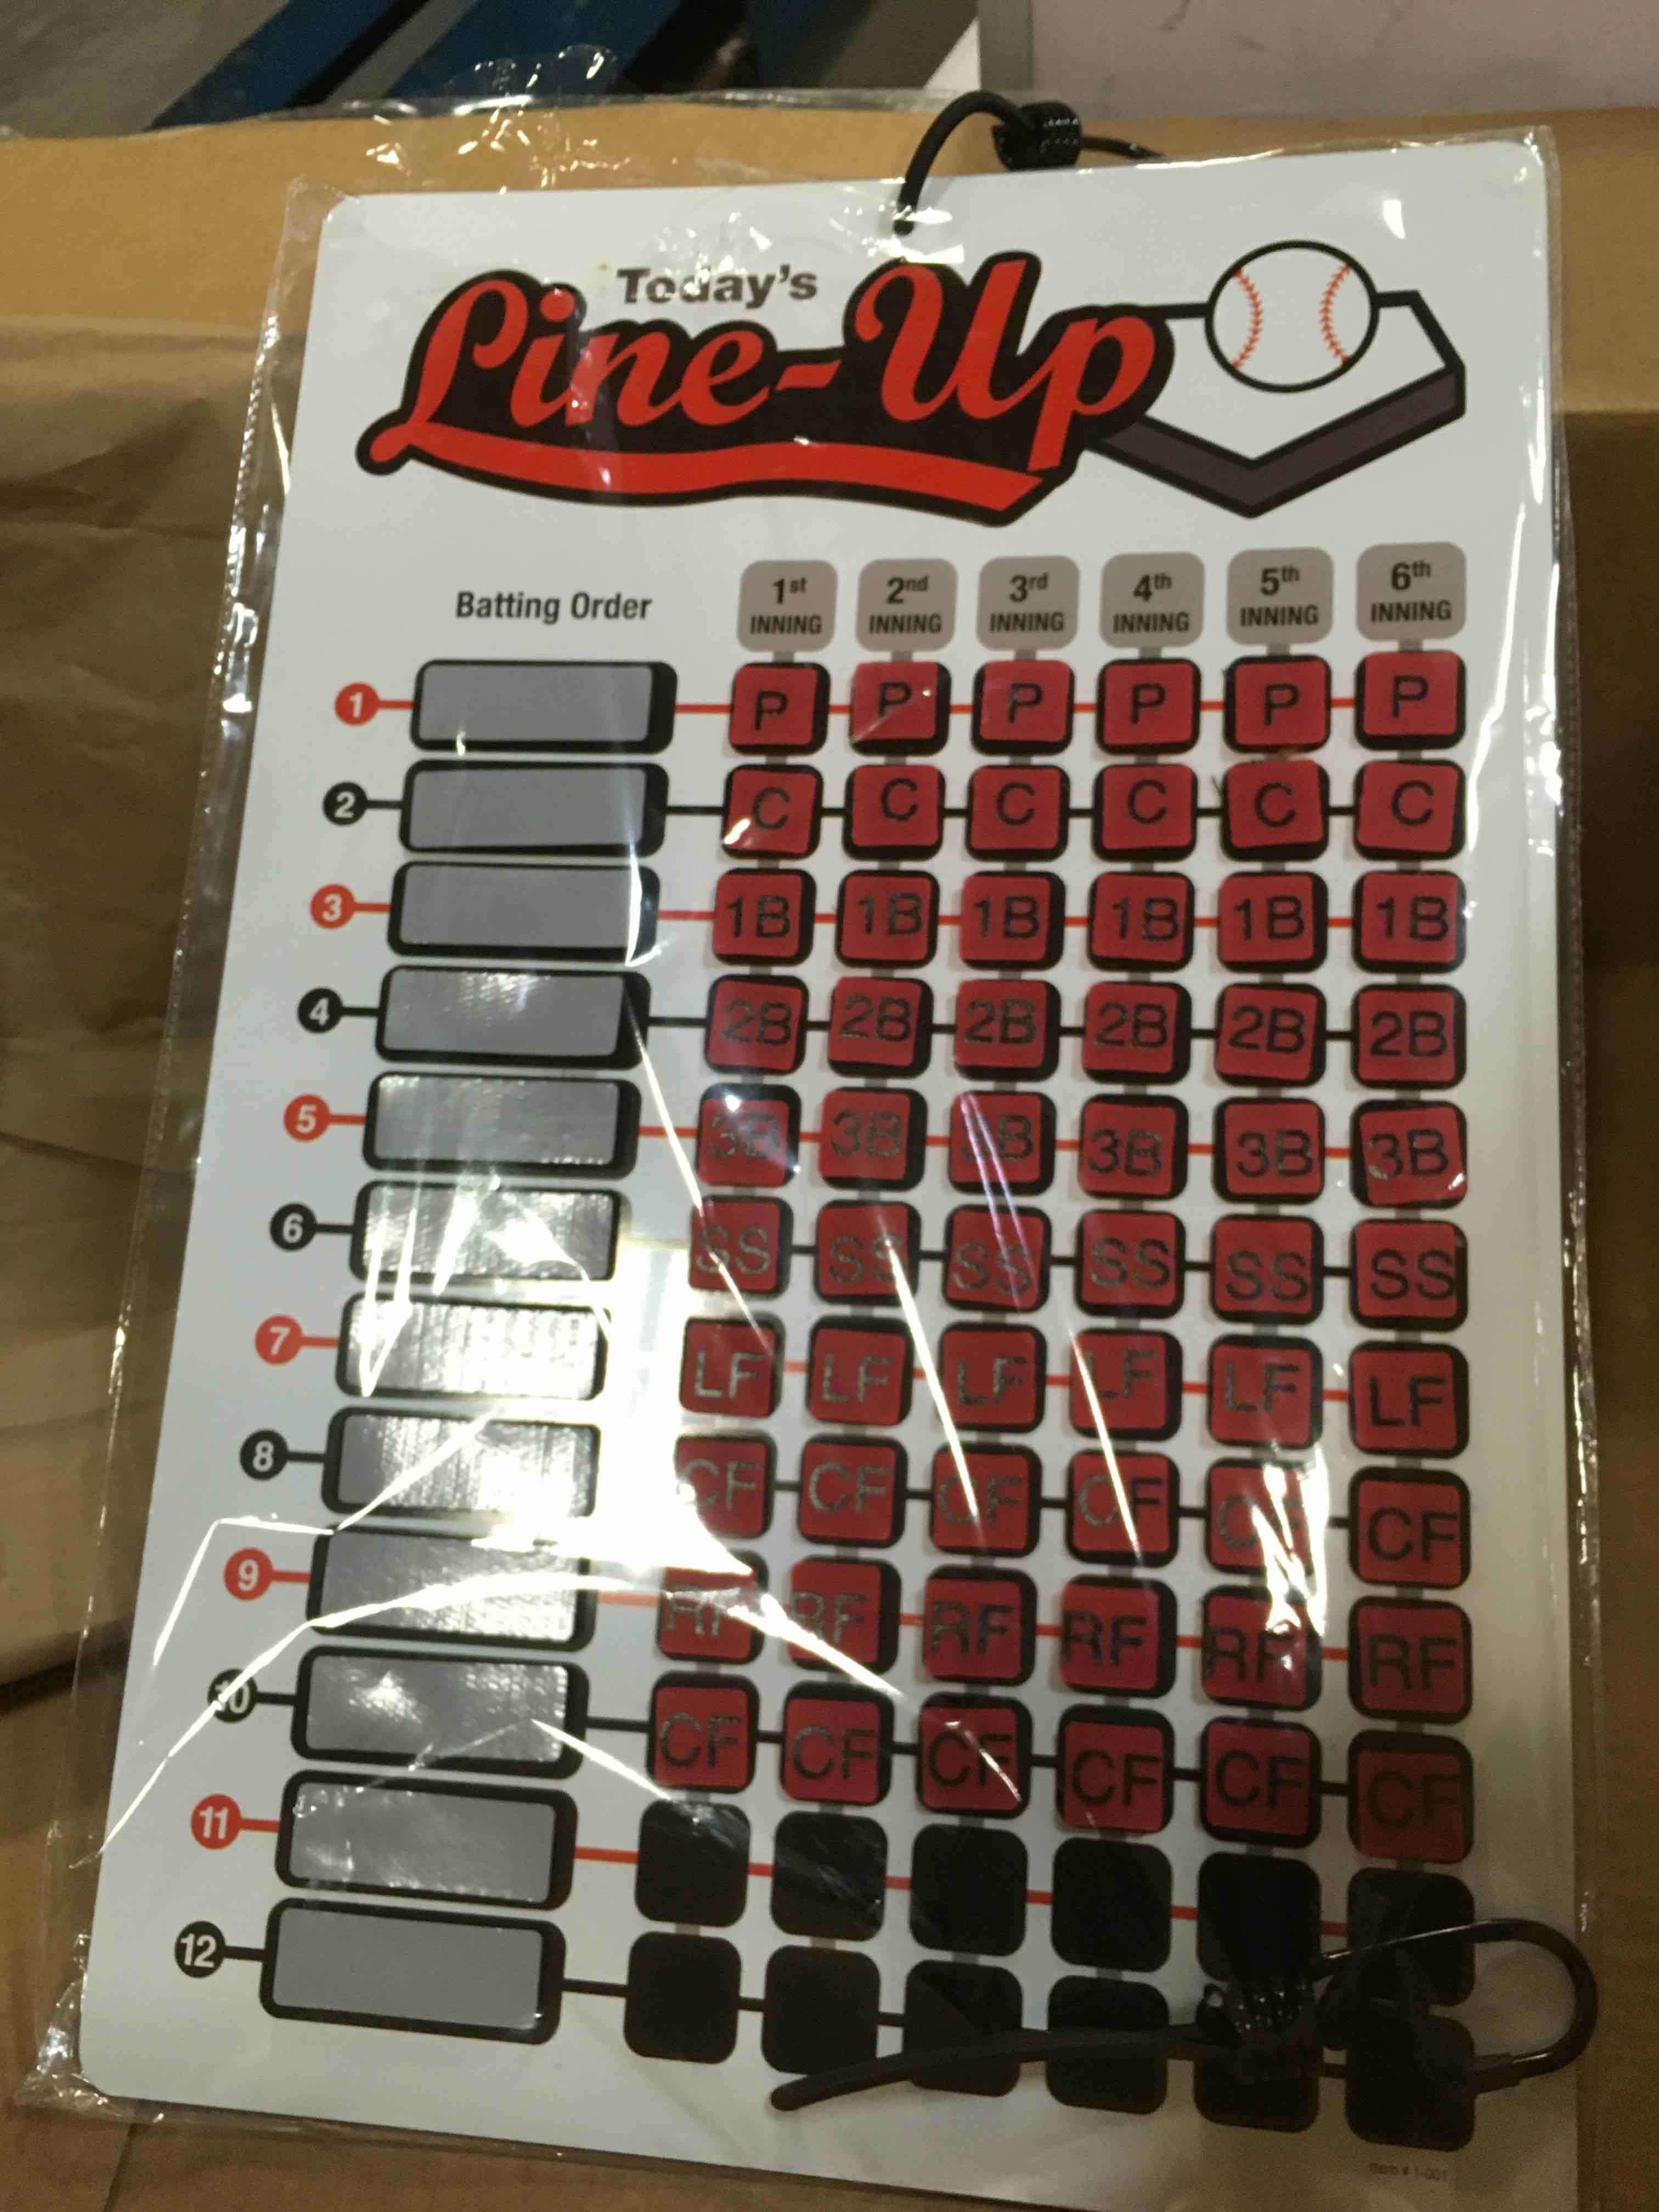 Today's
Line-Up
Batting Order 1st INNING 2nd INNING 3rd INNING 4th INNING 5th INNING 6th INNING
1 P P P P P P
2 C C C C C C
3 1B 1B 1B 1B 1B 1B
4 2B 2B 2B 2B 2B 2B
5 3B 3B 3B 3B 3B 3B
6 SS SS SS SS SS SS
7 LF LF LF LF LF LF
8 CF CF CF CF CF CF
9 RF RF RF RF RF RF
10 CF CF CF CF CF CF
11
12
Item # 1-001